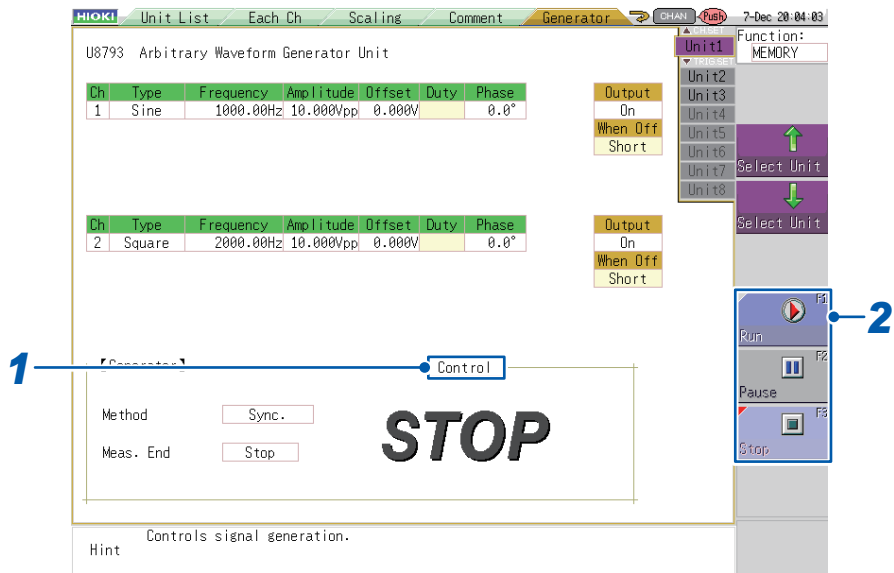 HIOKI Unit List Each Ch Scaling Comment Generator CHAN Push 7-Dec 20:04:03
U8793 Arbitrary Waveform Generator Unit
Ch Type Frequency Amplitude Offset Duty Phase
1 Sine 1000.00Hz 10.000Vpp 0.000V 0.0°
Output
On
When Off
Short
Ch Type Frequency Amplitude Offset Duty Phase
2 Square 2000.00Hz 10.000Vpp 0.000V 0.0°
Output
On
When Off
Short
1
【Generator】
Control
Method Sync.
Meas. End Stop
STOP
Hint Controls signal generation.
▲ CH.SET
Unit1
▼ TRIG.SET
Unit2
Unit3
Unit4
Unit5
Unit6
Unit7
Unit8
Function:
MEMORY
Select Unit
Select Unit
F1
Run
F2
Pause
F3
Stop
2